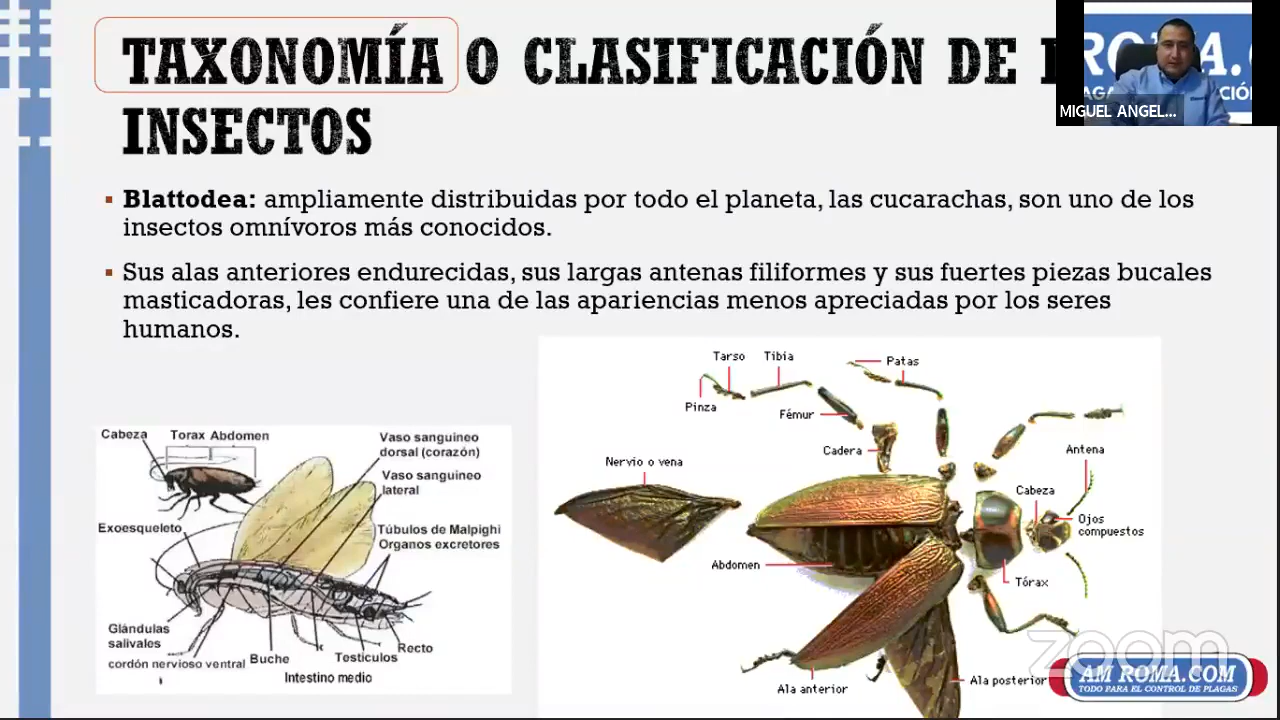 TAXONOMÍA O CLASIFICACIÓN DE
INSECTOS
ROMA.C
MIGUEL ANGEL...
▪ Blattodea: ampliamente distribuidas por todo el planeta, las cucarachas, son uno de los
insectos omnívoros más conocidos.
▪ Sus alas anteriores endurecidas, sus largas antenas filiformes y sus fuertes piezas bucales
masticadoras, les confiere una de las apariencias menos apreciadas por los seres
humanos.
Cabeza
Torax Abdomen
Vaso sanguineo
dorsal (corazón)
Vaso sanguineo
lateral
Exoesqueleto
Túbulos de Malpighi
Organos excretores
Glándulas
salivales
cordón nervioso ventral
Buche
Intestino medio
Testiculos
Recto
Tarso
Tibia
Patas
Pinza
Fémur
Cadera
Nervio o vena
Antena
Cabeza
Ojos
compuestos
Abdomen
Tórax
Ala anterior
Ala posterior
zoom
AM ROMA.COM
TODO PARA EL CONTROL DE PLAGAS